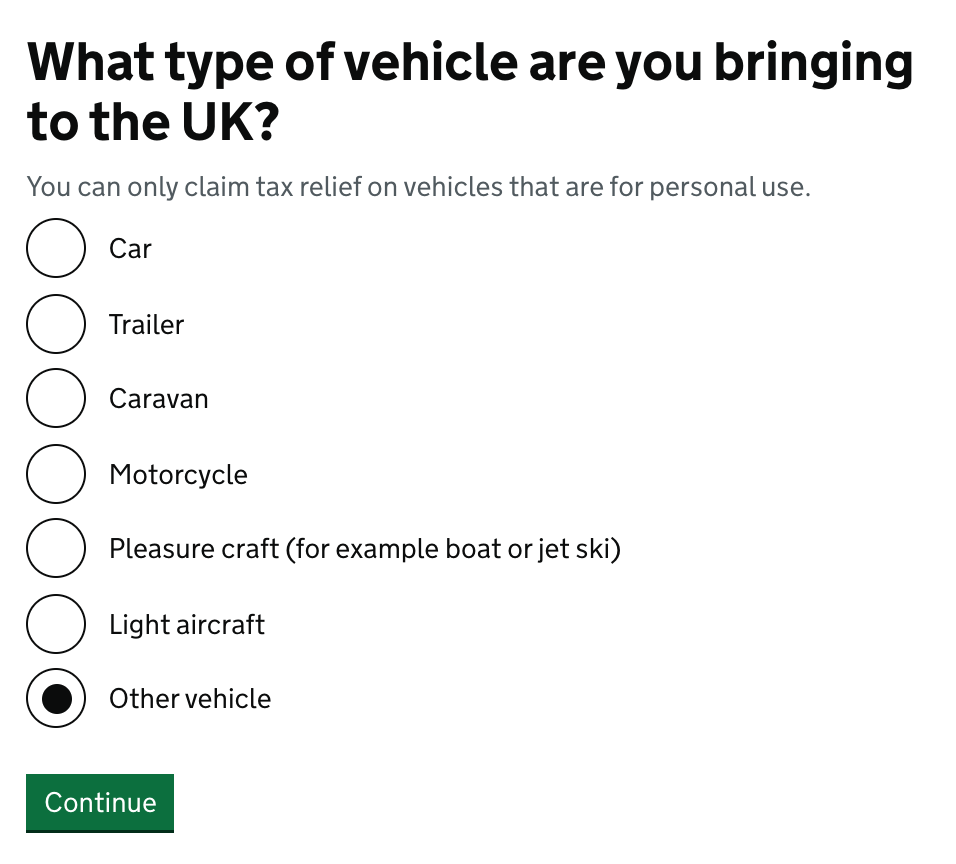 What type of vehicle are you bringing
to the UK?
You can only claim tax relief on vehicles that are for personal use.
Car
Trailer
Caravan
Motorcycle
Pleasure craft (for example boat or jet ski)
Light aircraft
Other vehicle
Continue